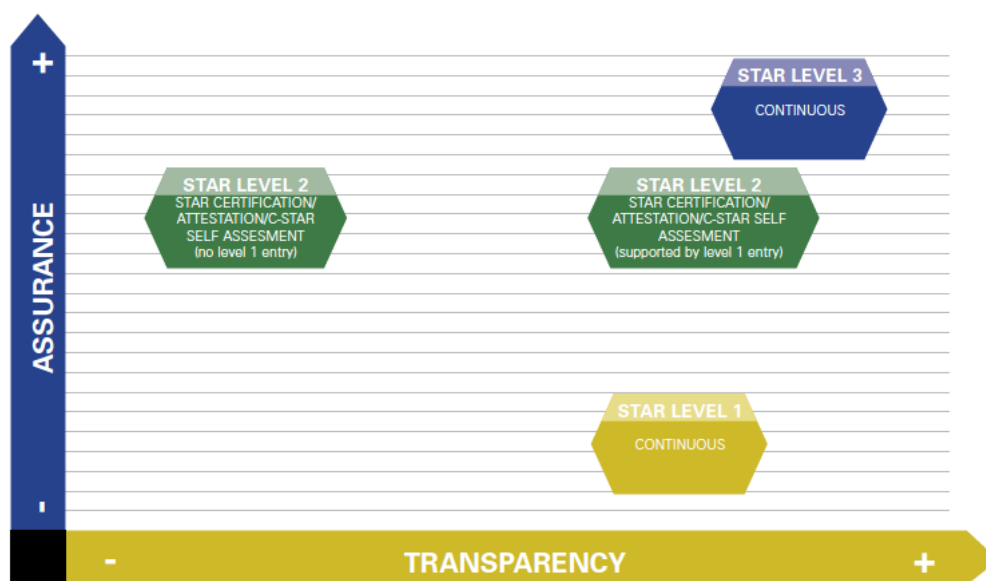 +
STAR LEVEL 3
CONTINUOUS
STAR LEVEL 2
STAR CERTIFICATION/
ATTESTATION/C-STAR
SELF ASSESMENT
(no level 1 entry)
STAR LEVEL 2
STAR CERTIFICATION/
ATTESTATION/C-STAR SELF
ASSESMENT
(supported by level 1 entry)
ASSURANCE
STAR LEVEL 1
CONTINUOUS
-
- TRANSPARENCY +